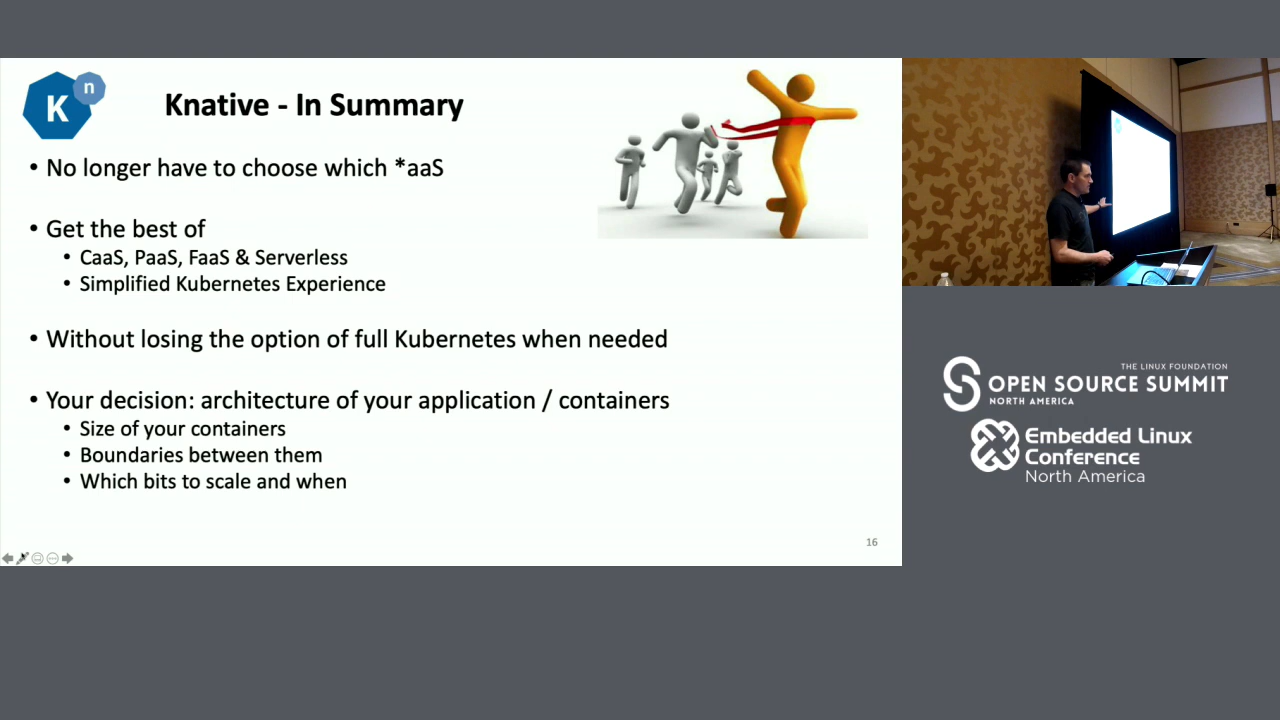 K n
Knative - In Summary
• No longer have to choose which *aaS
• Get the best of
• CaaS, PaaS, FaaS & Serverless
• Simplified Kubernetes Experience
• Without losing the option of full Kubernetes when needed
• Your decision: architecture of your application / containers
• Size of your containers
• Boundaries between them
• Which bits to scale and when
16
THE LINUX FOUNDATION
OPEN SOURCE SUMMIT
NORTH AMERICA
Embedded Linux
Conference
North America